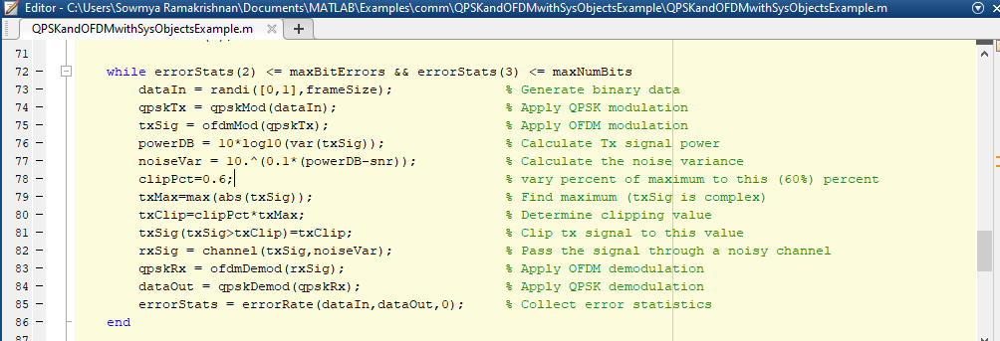 Editor - C:\Users\Sowmya Ramakrishnan\Documents\MATLAB\Examples\comm\QPSKandOFDMwithSysObjectsExample\QPSKandOFDMwithSysObjectsExample.m
QPSKandOFDMwithSysObjectsExample.m × +
71
72 – while errorStats(2) <= maxBitErrors && errorStats(3) <= maxNumBits
73 – dataIn = randi([0,1],frameSize); % Generate binary data
74 – qpskTx = qpskMod(dataIn); % Apply QPSK modulation
75 – txSig = ofdmMod(qpskTx); % Apply OFDM modulation
76 – powerDB = 10*log10(var(txSig)); % Calculate Tx signal power
77 – noiseVar = 10.^(0.1*(powerDB-snr)); % Calculate the noise variance
78 – clipPct=0.6; % vary percent of maximum to this (60%) percent
79 – txMax=max(abs(txSig)); % Find maximum (txSig is complex)
80 – txClip=clipPct*txMax; % Determine clipping value
81 – txSig(txSig>txClip)=txClip; % Clip tx signal to this value
82 – rxSig = channel(txSig,noiseVar); % Pass the signal through a noisy channel
83 – qpskRx = ofdmDemod(rxSig); % Apply OFDM demodulation
84 – dataOut = qpskDemod(qpskRx); % Apply QPSK demodulation
85 – errorStats = errorRate(dataIn,dataOut,0); % Collect error statistics
86 – end
87